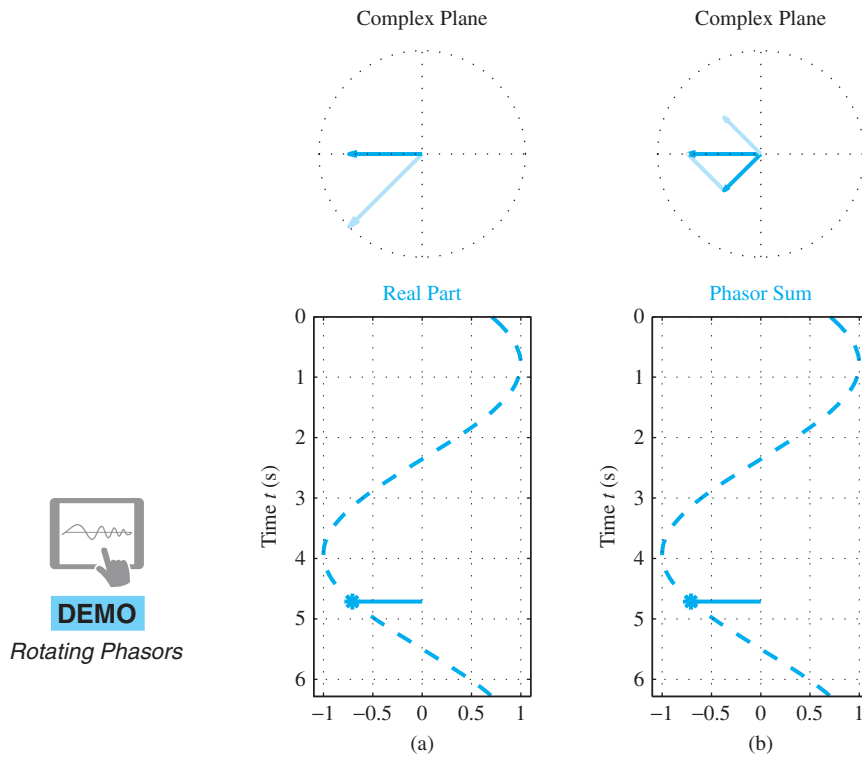 Complex Plane
Complex Plane
Real Part
Phasor Sum
0
1
2
3
4
5
6
Time t (s)
−1 −0.5 0 0.5 1
(a)
0
1
2
3
4
5
6
Time t (s)
−1 −0.5 0 0.5 1
(b)
DEMO
Rotating Phasors